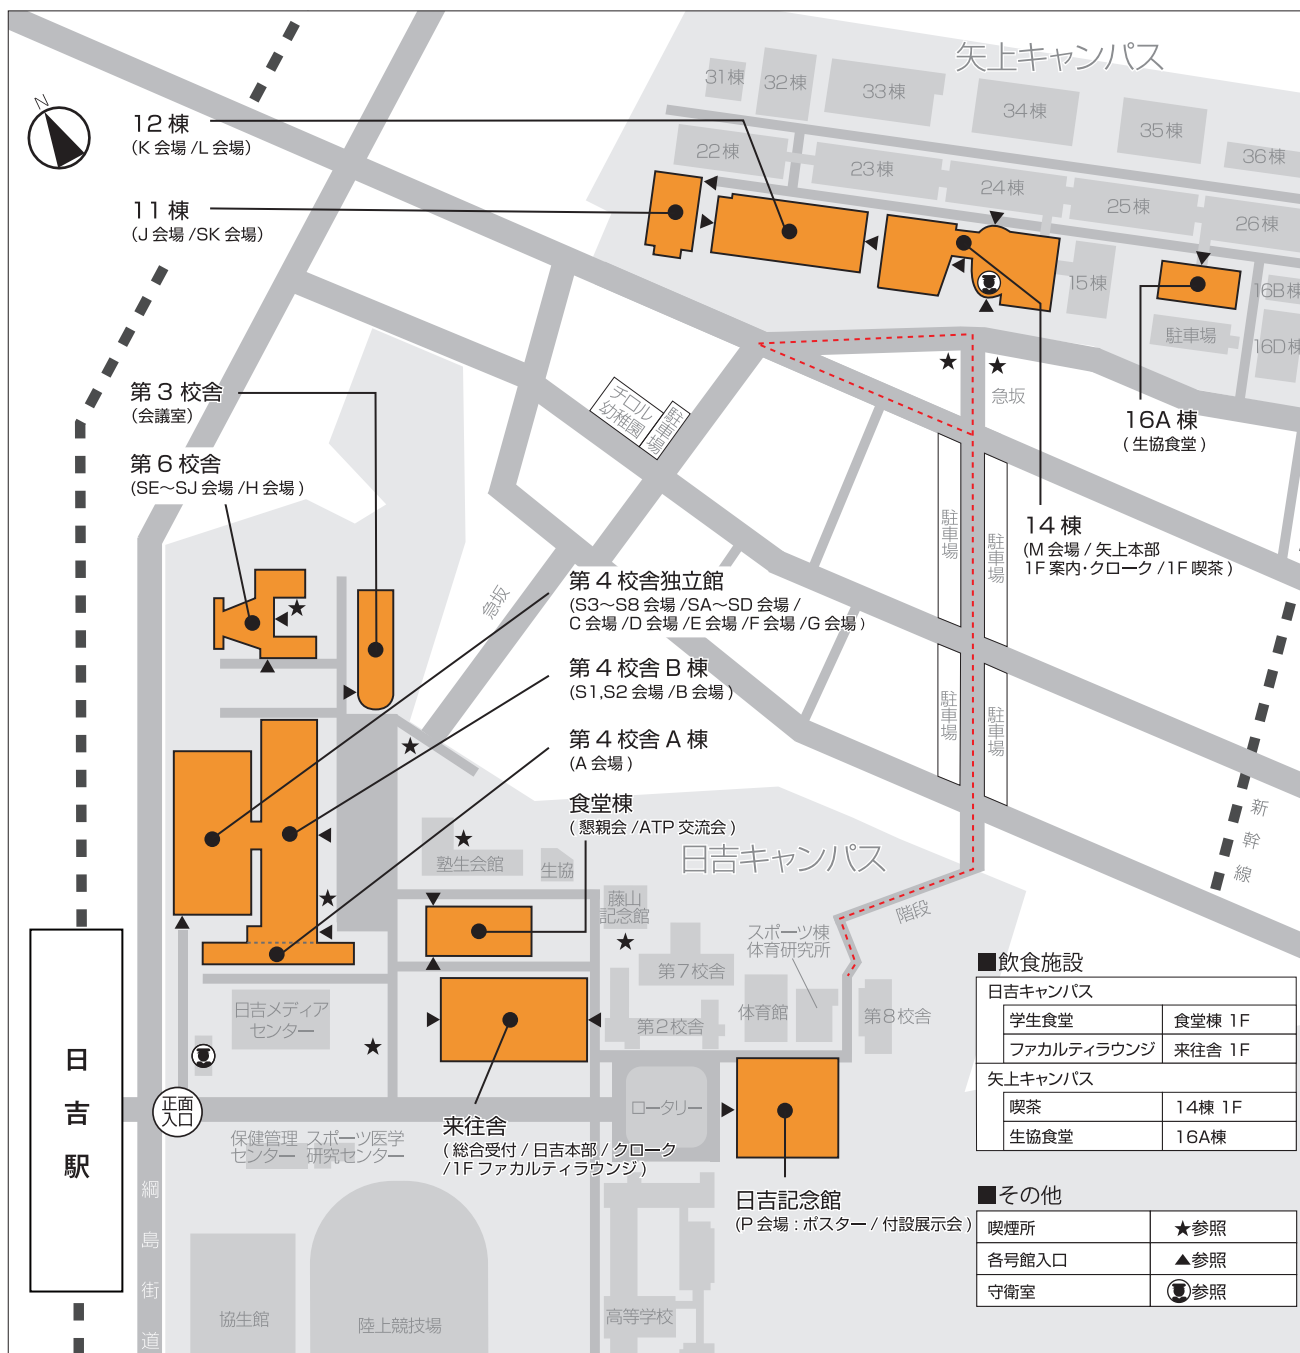 矢上キャンパス
31棟
32棟
33棟
34棟
35棟
36棟
N
12棟
(K会場/L会場)
22棟
23棟
24棟
25棟
26棟
11棟
(J会場/SK会場)
15棟
16B棟
駐車場
16D棟
第3校舎
(会議室)
チロル
幼稚園
駐車場
急坂
16A棟
(生協食堂)
第6校舎
(SE～SJ会場/H会場)
14棟
(M会場/矢上本部
1F案内・クローク/1F喫茶)
駐車場
駐車場
急坂
第4校舎独立館
(S3～S8会場/SA～SD会場/
C会場/D会場/E会場/F会場/G会場)
第4校舎B棟
(S1,S2会場/B会場)
駐車場
駐車場
第4校舎A棟
(A会場)
食堂棟
(懇親会/ATP交流会)
新幹線
日吉キャンパス
塾生会館
生協
藤山
記念館
階段
スポーツ棟
体育研究所
第7校舎
日吉メディア
センター
体育館
第2校舎
第8校舎
日吉駅
正面
入口
ロータリー
保健管理
センター
スポーツ医学
研究センター
来往舎
(総合受付/日吉本部/クローク
/1Fファカルティラウンジ)
日吉記念館
(P会場:ポスター/付設展示会)
綱島街道
協生館
陸上競技場
高等学校
■飲食施設
日吉キャンパス
学生食堂 食堂棟 1F
ファカルティラウンジ 来往舎 1F
矢上キャンパス
喫茶 14棟 1F
生協食堂 16A棟
■その他
喫煙所 ★参照
各号館入口 ▲参照
守衛室 参照